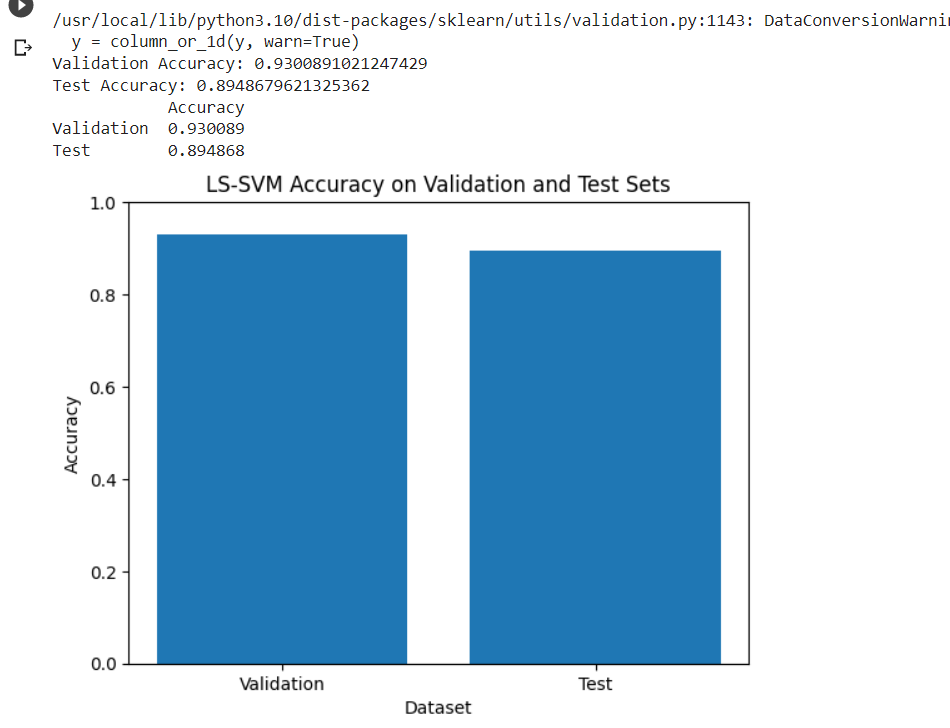 /usr/local/lib/python3.10/dist-packages/sklearn/utils/validation.py:1143:
y = column_or_1d(y, warn=True)
Validation Accuracy: 0.9300891021247429
Test Accuracy: 0.8948679621325362
Accuracy
Validation 0.930089
Test 0.894868
LS-SVM Accuracy on Validation and Test Sets
1.0
0.8
0.6
0.4
0.2
0.0
Accuracy
Validation Test
Dataset